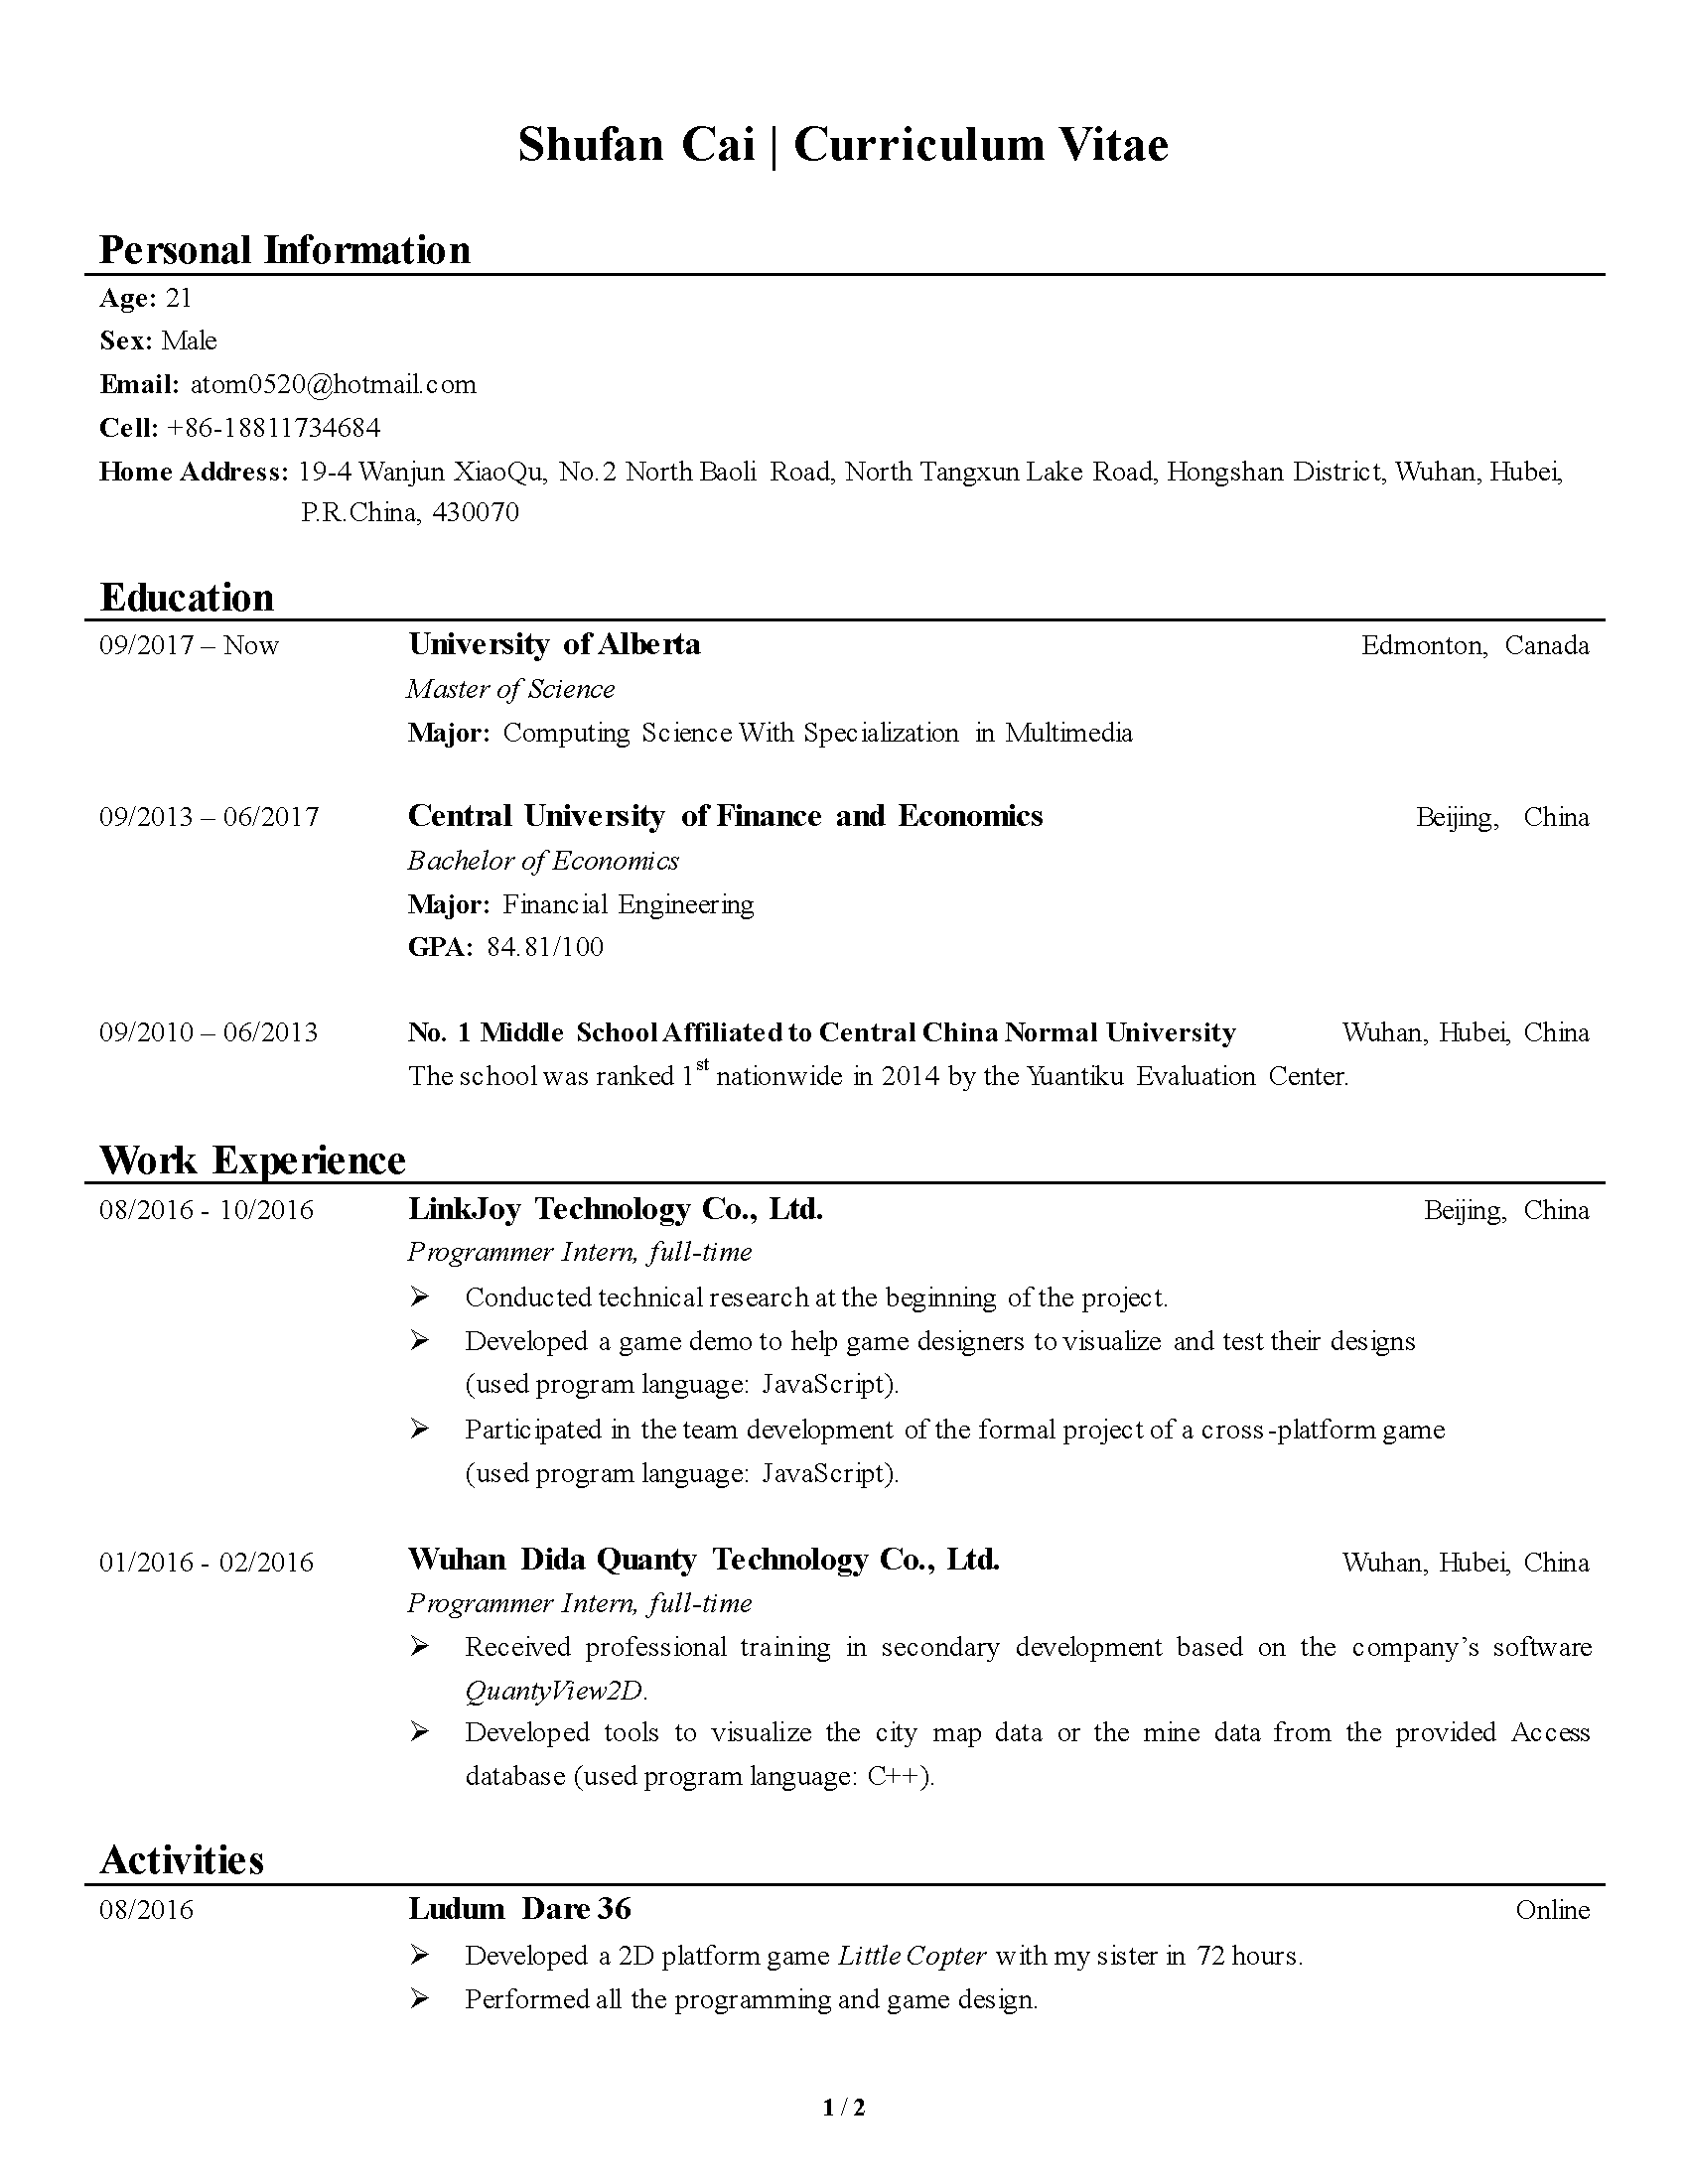 Shufan Cai | Curriculum Vitae
Personal Information
Age: 21
Sex: Male
Email: atom0520@hotmail.com
Cell: +86-18811734684
Home Address: 19-4 Wanjun XiaoQu, No.2 North Baoli Road, North Tangxun Lake Road, Hongshan District, Wuhan, Hubei,
P.R.China, 430070
Education
09/2017 – Now University of Alberta Edmonton, Canada
Master of Science
Major: Computing Science With Specialization in Multimedia
09/2013 – 06/2017 Central University of Finance and Economics Beijing, China
Bachelor of Economics
Major: Financial Engineering
GPA: 84.81/100
09/2010 – 06/2013 No. 1 Middle School Affiliated to Central China Normal University Wuhan, Hubei, China
The school was ranked 1st nationwide in 2014 by the Yuantiku Evaluation Center.
Work Experience
08/2016 - 10/2016 LinkJoy Technology Co., Ltd. Beijing, China
Programmer Intern, full-time
➢ Conducted technical research at the beginning of the project.
➢ Developed a game demo to help game designers to visualize and test their designs
(used program language: JavaScript).
➢ Participated in the team development of the formal project of a cross-platform game
(used program language: JavaScript).
01/2016 - 02/2016 Wuhan Dida Quanty Technology Co., Ltd. Wuhan, Hubei, China
Programmer Intern, full-time
➢ Received professional training in secondary development based on the company’s software
QuantyView2D.
➢ Developed tools to visualize the city map data or the mine data from the provided Access
database (used program language: C++).
Activities
08/2016 Ludum Dare 36 Online
➢ Developed a 2D platform game Little Copter with my sister in 72 hours.
➢ Performed all the programming and game design.
1 / 2